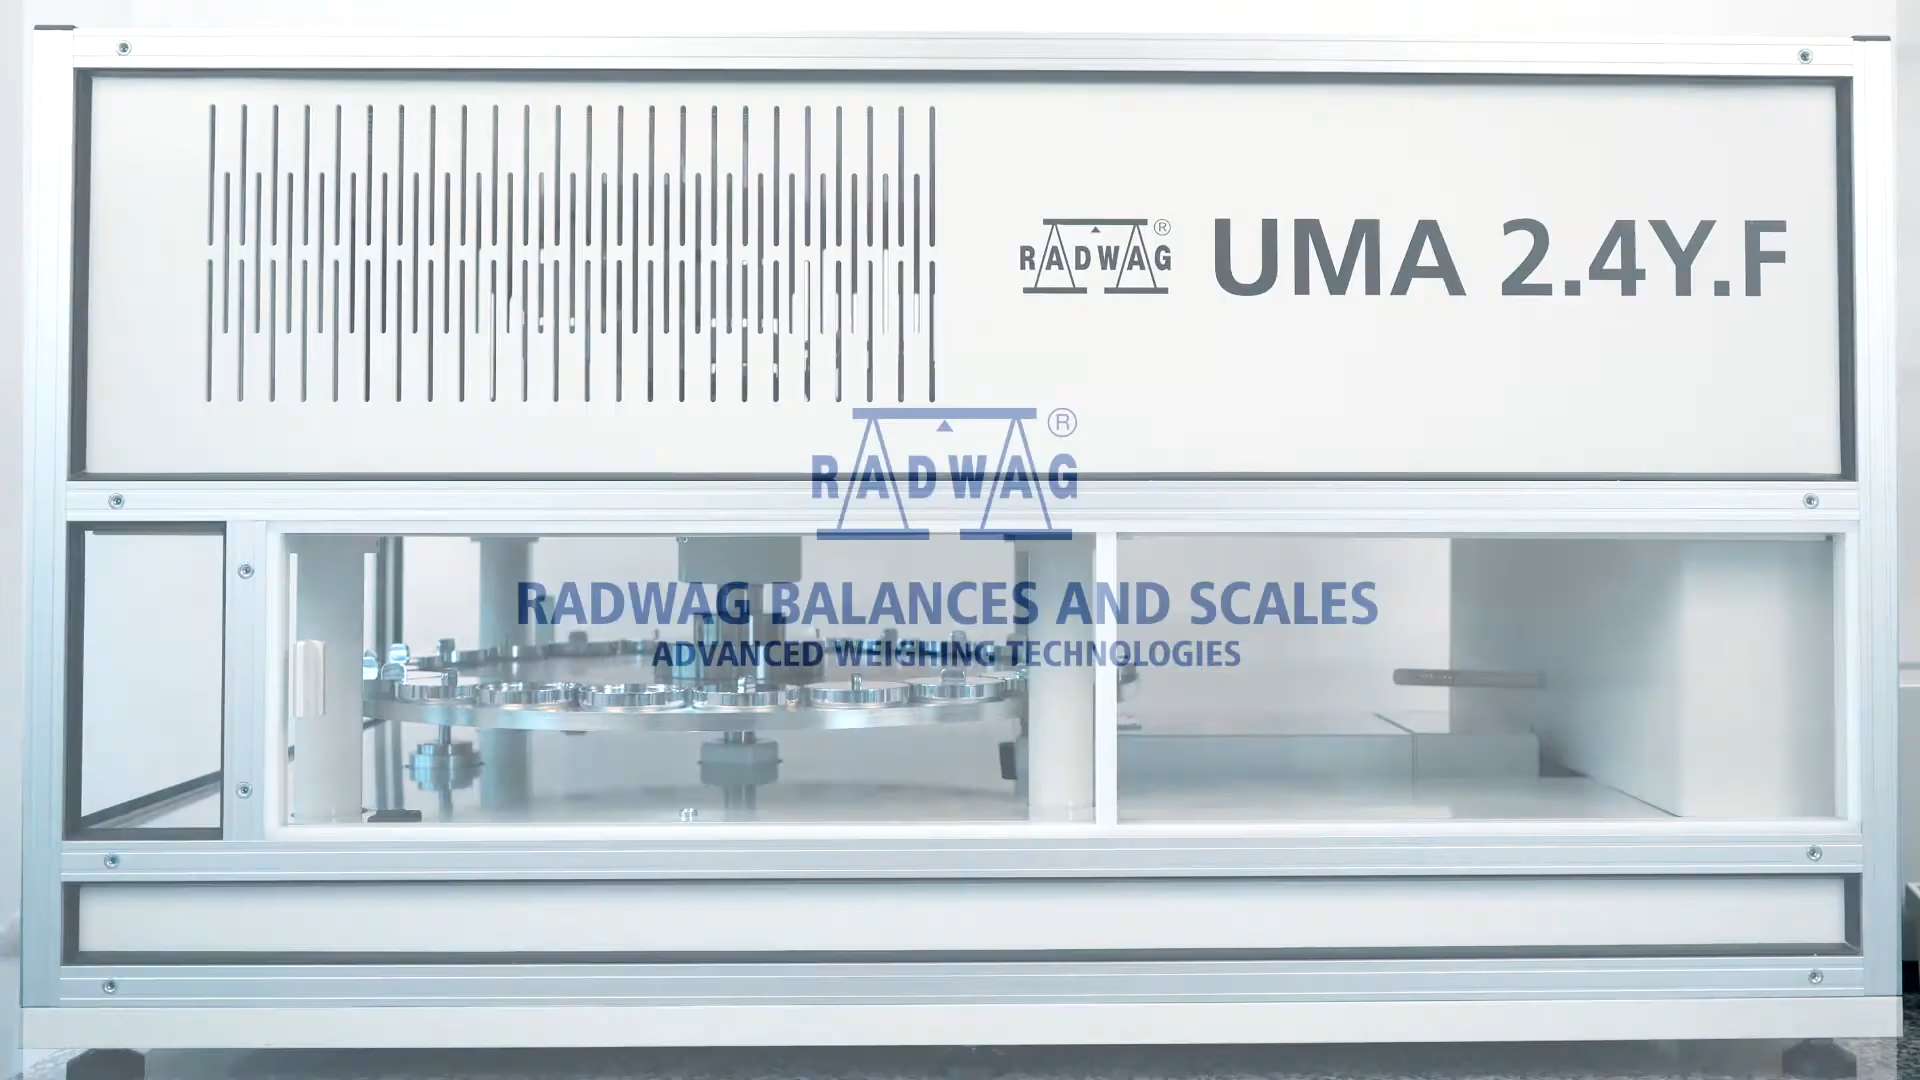 RADWAG® UMA 2.4Y.F
RADWAG®
RADWAG BALANCES AND SCALES
ADVANCED WEIGHING TECHNOLOGIES